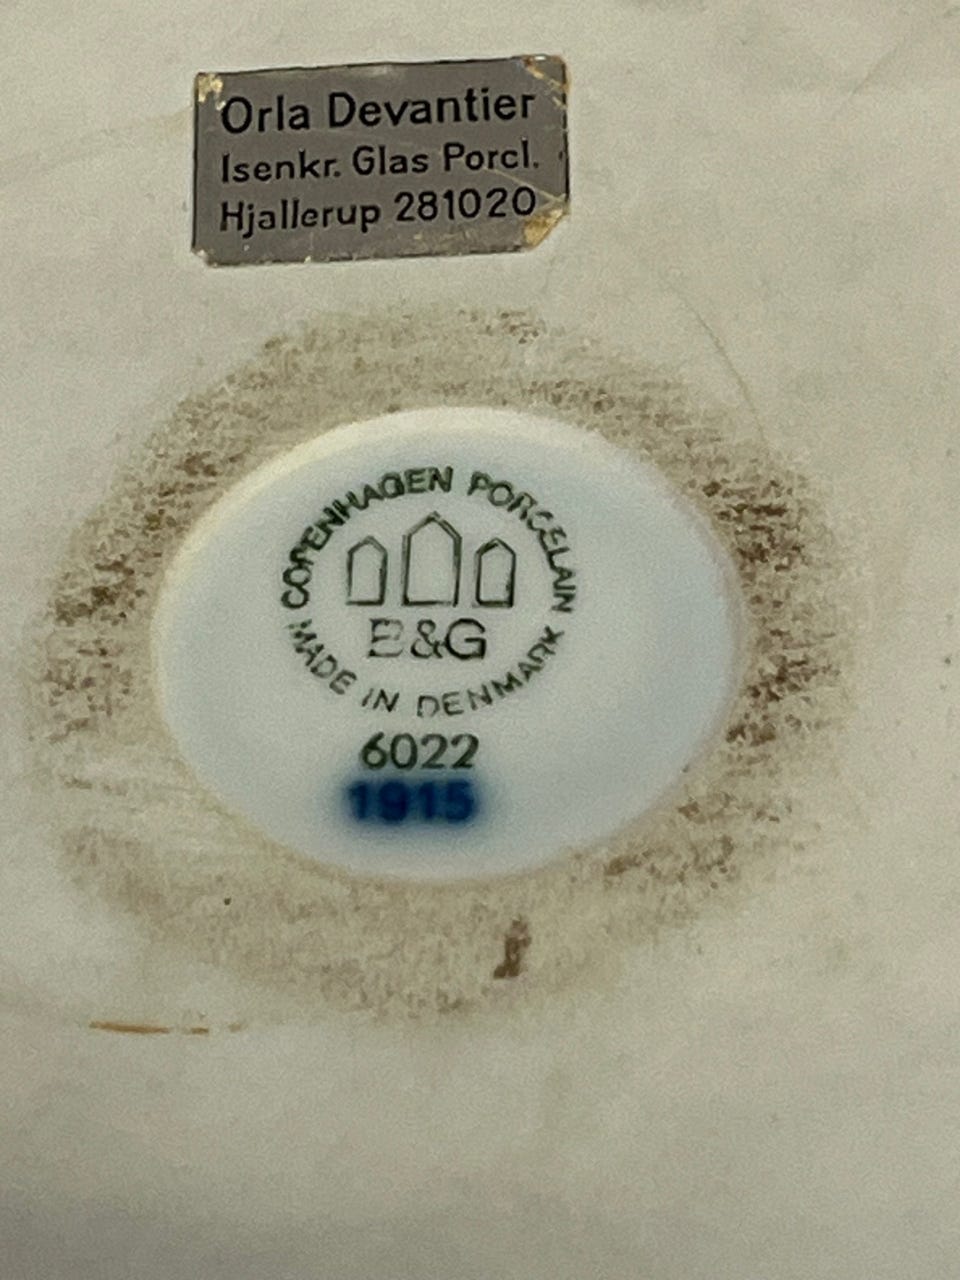 Orla Devantier
Isenkr. Glas Porcl.
Hjallerup 281020
COPENHAGEN PORCELAIN
B&G
MADE IN DENMARK
6022
1915